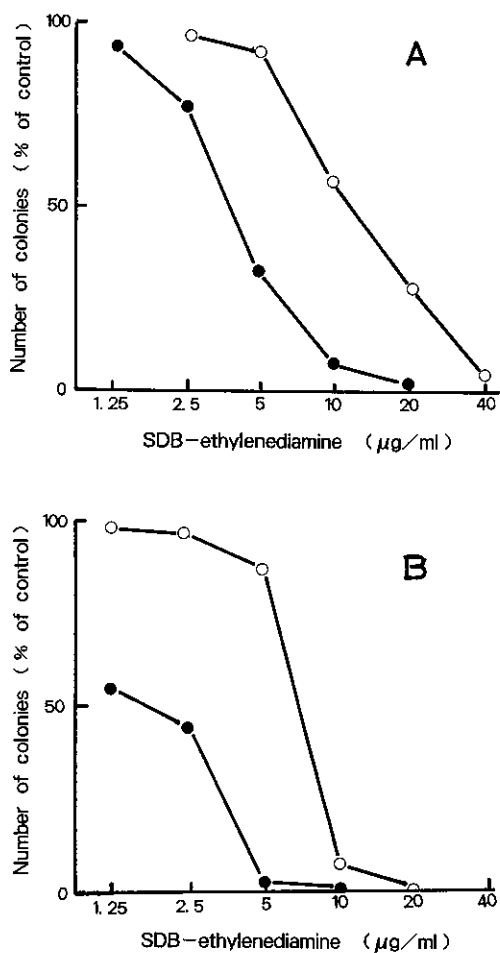 A
Number of colonies (% of control)
100
50
0
1.25 2.5 5 10 20 40
SDB-ethylenediamine (μg/ml)
B
Number of colonies (% of control)
100
50
0
1.25 2.5 5 10 20 40
SDB-ethylenediamine (μg/ml)